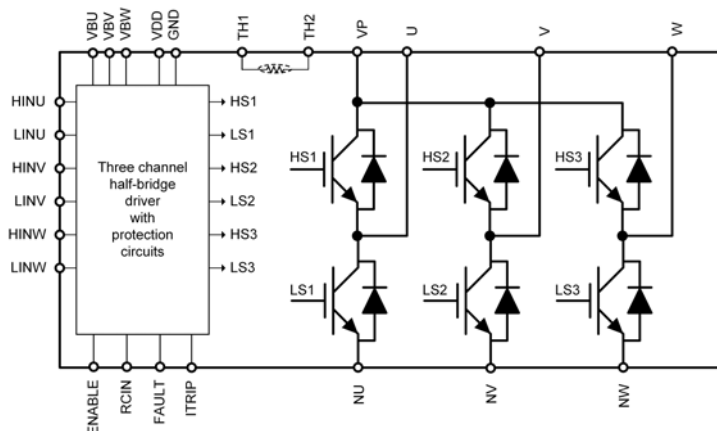 VBU VBV VBW VDD GND TH1 TH2 VP U V W
HINU HS1
LINU LS1
HINV HS2
LINV LS2
HINW HS3
LINW LS3
Three channel
half-bridge
driver
with
protection
circuits
HS1 HS2 HS3
LS1 LS2 LS3
ENABLE RCIN FAULT ITRIP NU NV NW